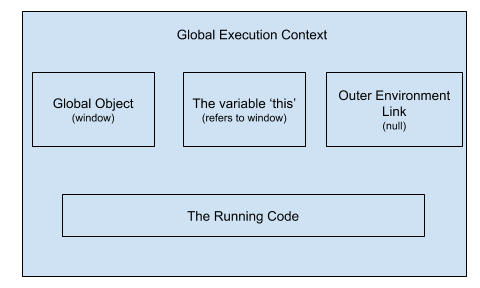 Global Execution Context
Global Object
(window)
The variable ‘this’
(refers to window)
Outer Environment
Link
(null)
The Running Code